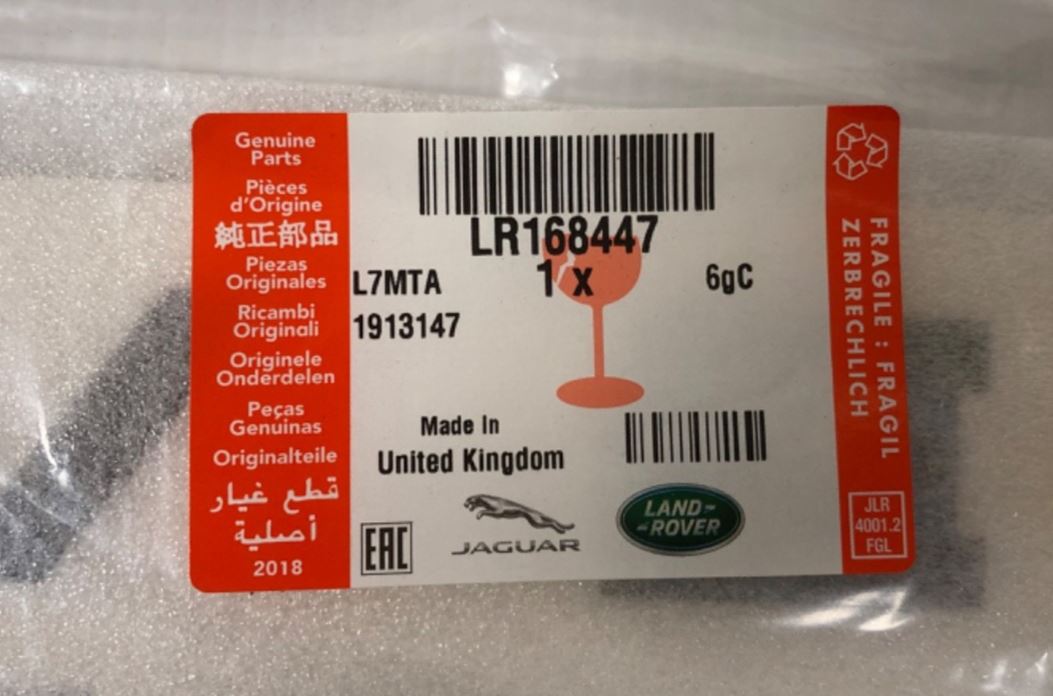 Genuine
Parts
Pièces
d'Origine
純正部品
Piezas
Originales
Ricambi
Originali
Originele
Onderdelen
Peças
Genuinas
Originalteile
قطع غيار
أصلية
2018
LR168447
L7MTA
1 x
6gC
1913147
Made In
United Kingdom
EAC
JAGUAR
LAND-
-ROVER
FRAGILE : FRAGIL
ZERBRECHLICH
JLR
4001.2
FGL